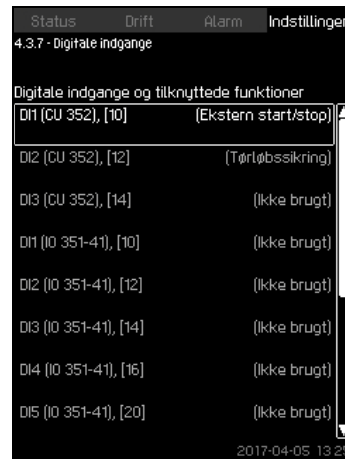 Status Drift Alarm Indstillinger
4.3.7 - Digitale indgange
Digitale indgange og tilknyttede funktioner
DI1 (CU 352), [10] (Ekstern start/stop)
DI2 (CU 352), [12] (Tørløbssikring)
DI3 (CU 352), [14] (Ikke brugt)
DI1 (IO 351-41), [10] (Ikke brugt)
DI2 (IO 351-41), [12] (Ikke brugt)
DI3 (IO 351-41), [14] (Ikke brugt)
DI4 (IO 351-41), [16] (Ikke brugt)
DI5 (IO 351-41), [20] (Ikke brugt)
2017-04-05 13:25